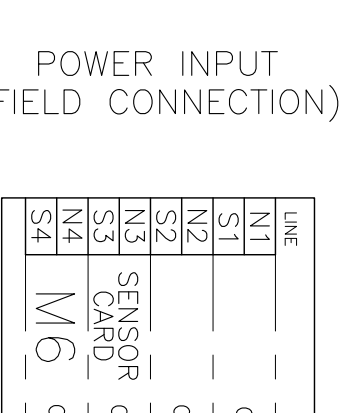 POWER INPUT
FIELD CONNECTION)
LINE
N1
S1
N2
S2
N3
S3
N4
S4
SENSOR
CARD
M6